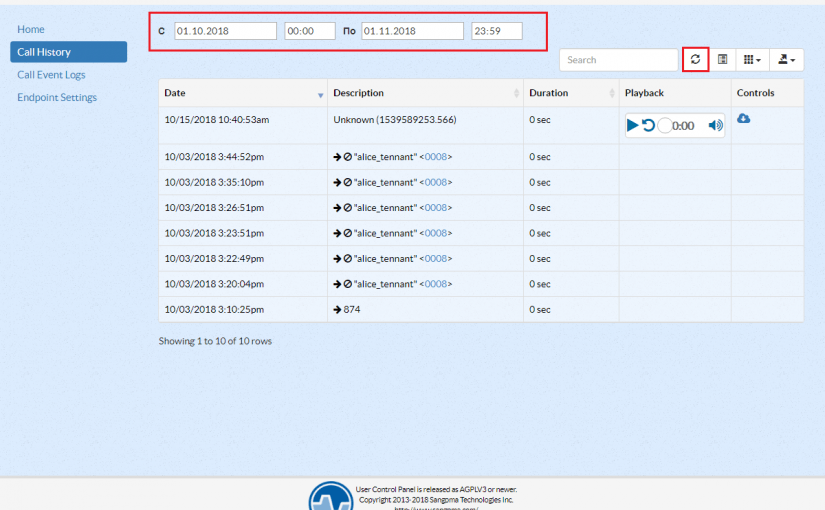 Home
Call History
Call Event Logs
Endpoint Settings
С 01.10.2018 00:00 По 01.11.2018 23:59
Search
Date Description Duration Playback Controls
10/15/2018 10:40:53am Unknown (1539589253.566) 0 sec 0:00
10/03/2018 3:44:52pm "alice_tennant" <0008> 0 sec
10/03/2018 3:35:10pm "alice_tennant" <0008> 0 sec
10/03/2018 3:26:51pm "alice_tennant" <0008> 0 sec
10/03/2018 3:23:51pm "alice_tennant" <0008> 0 sec
10/03/2018 3:22:49pm "alice_tennant" <0008> 0 sec
10/03/2018 3:20:04pm "alice_tennant" <0008> 0 sec
10/03/2018 3:10:25pm 874 0 sec
Showing 1 to 10 of 10 rows
User Control Panel is released as AGPLV3 or newer.
Copyright 2013-2018 Sangoma Technologies Inc.
http://www.sangoma.com/